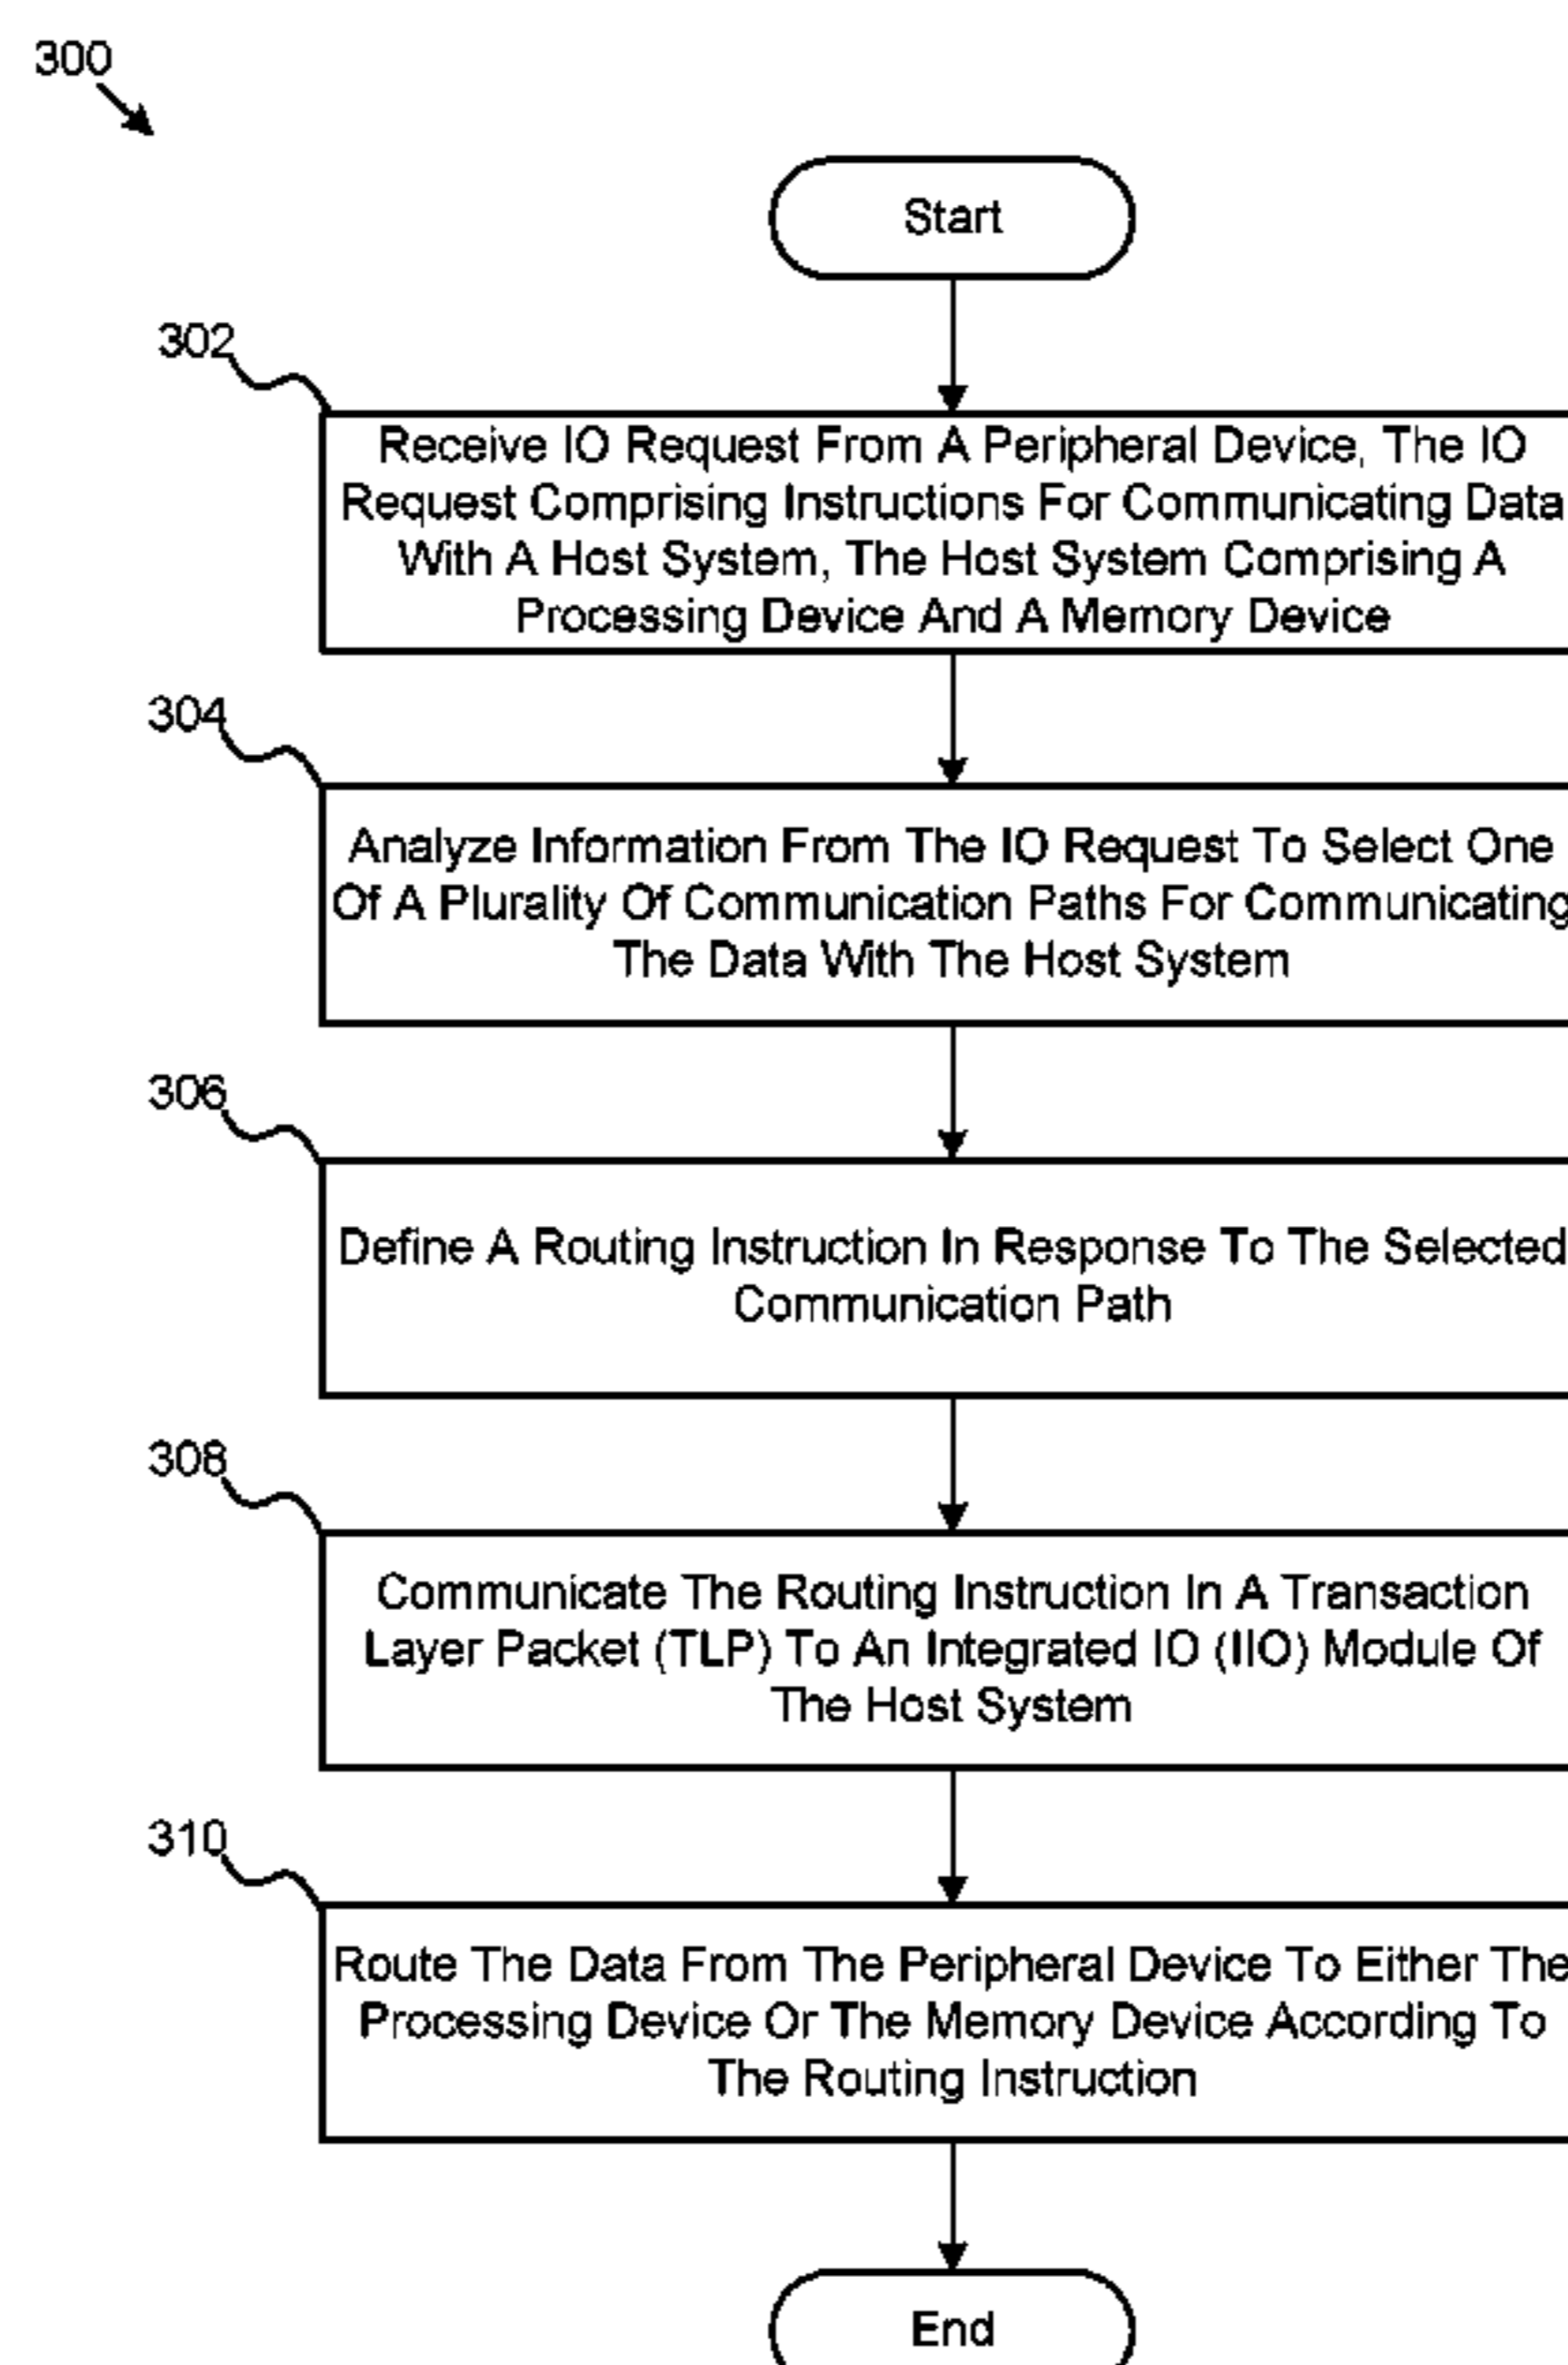 300
Start
302
Receive IO Request From A Peripheral Device, The IO
Request Comprising Instructions For Communicating Data
With A Host System, The Host System Comprising A
Processing Device And A Memory Device
304
Analyze Information From The IO Request To Select One
Of A Plurality Of Communication Paths For Communicating
The Data With The Host System
306
Define A Routing Instruction In Response To The Selected
Communication Path
308
Communicate The Routing Instruction In A Transaction
Layer Packet (TLP) To An Integrated IO (IIO) Module Of
The Host System
310
Route The Data From The Peripheral Device To Either The
Processing Device Or The Memory Device According To
The Routing Instruction
End